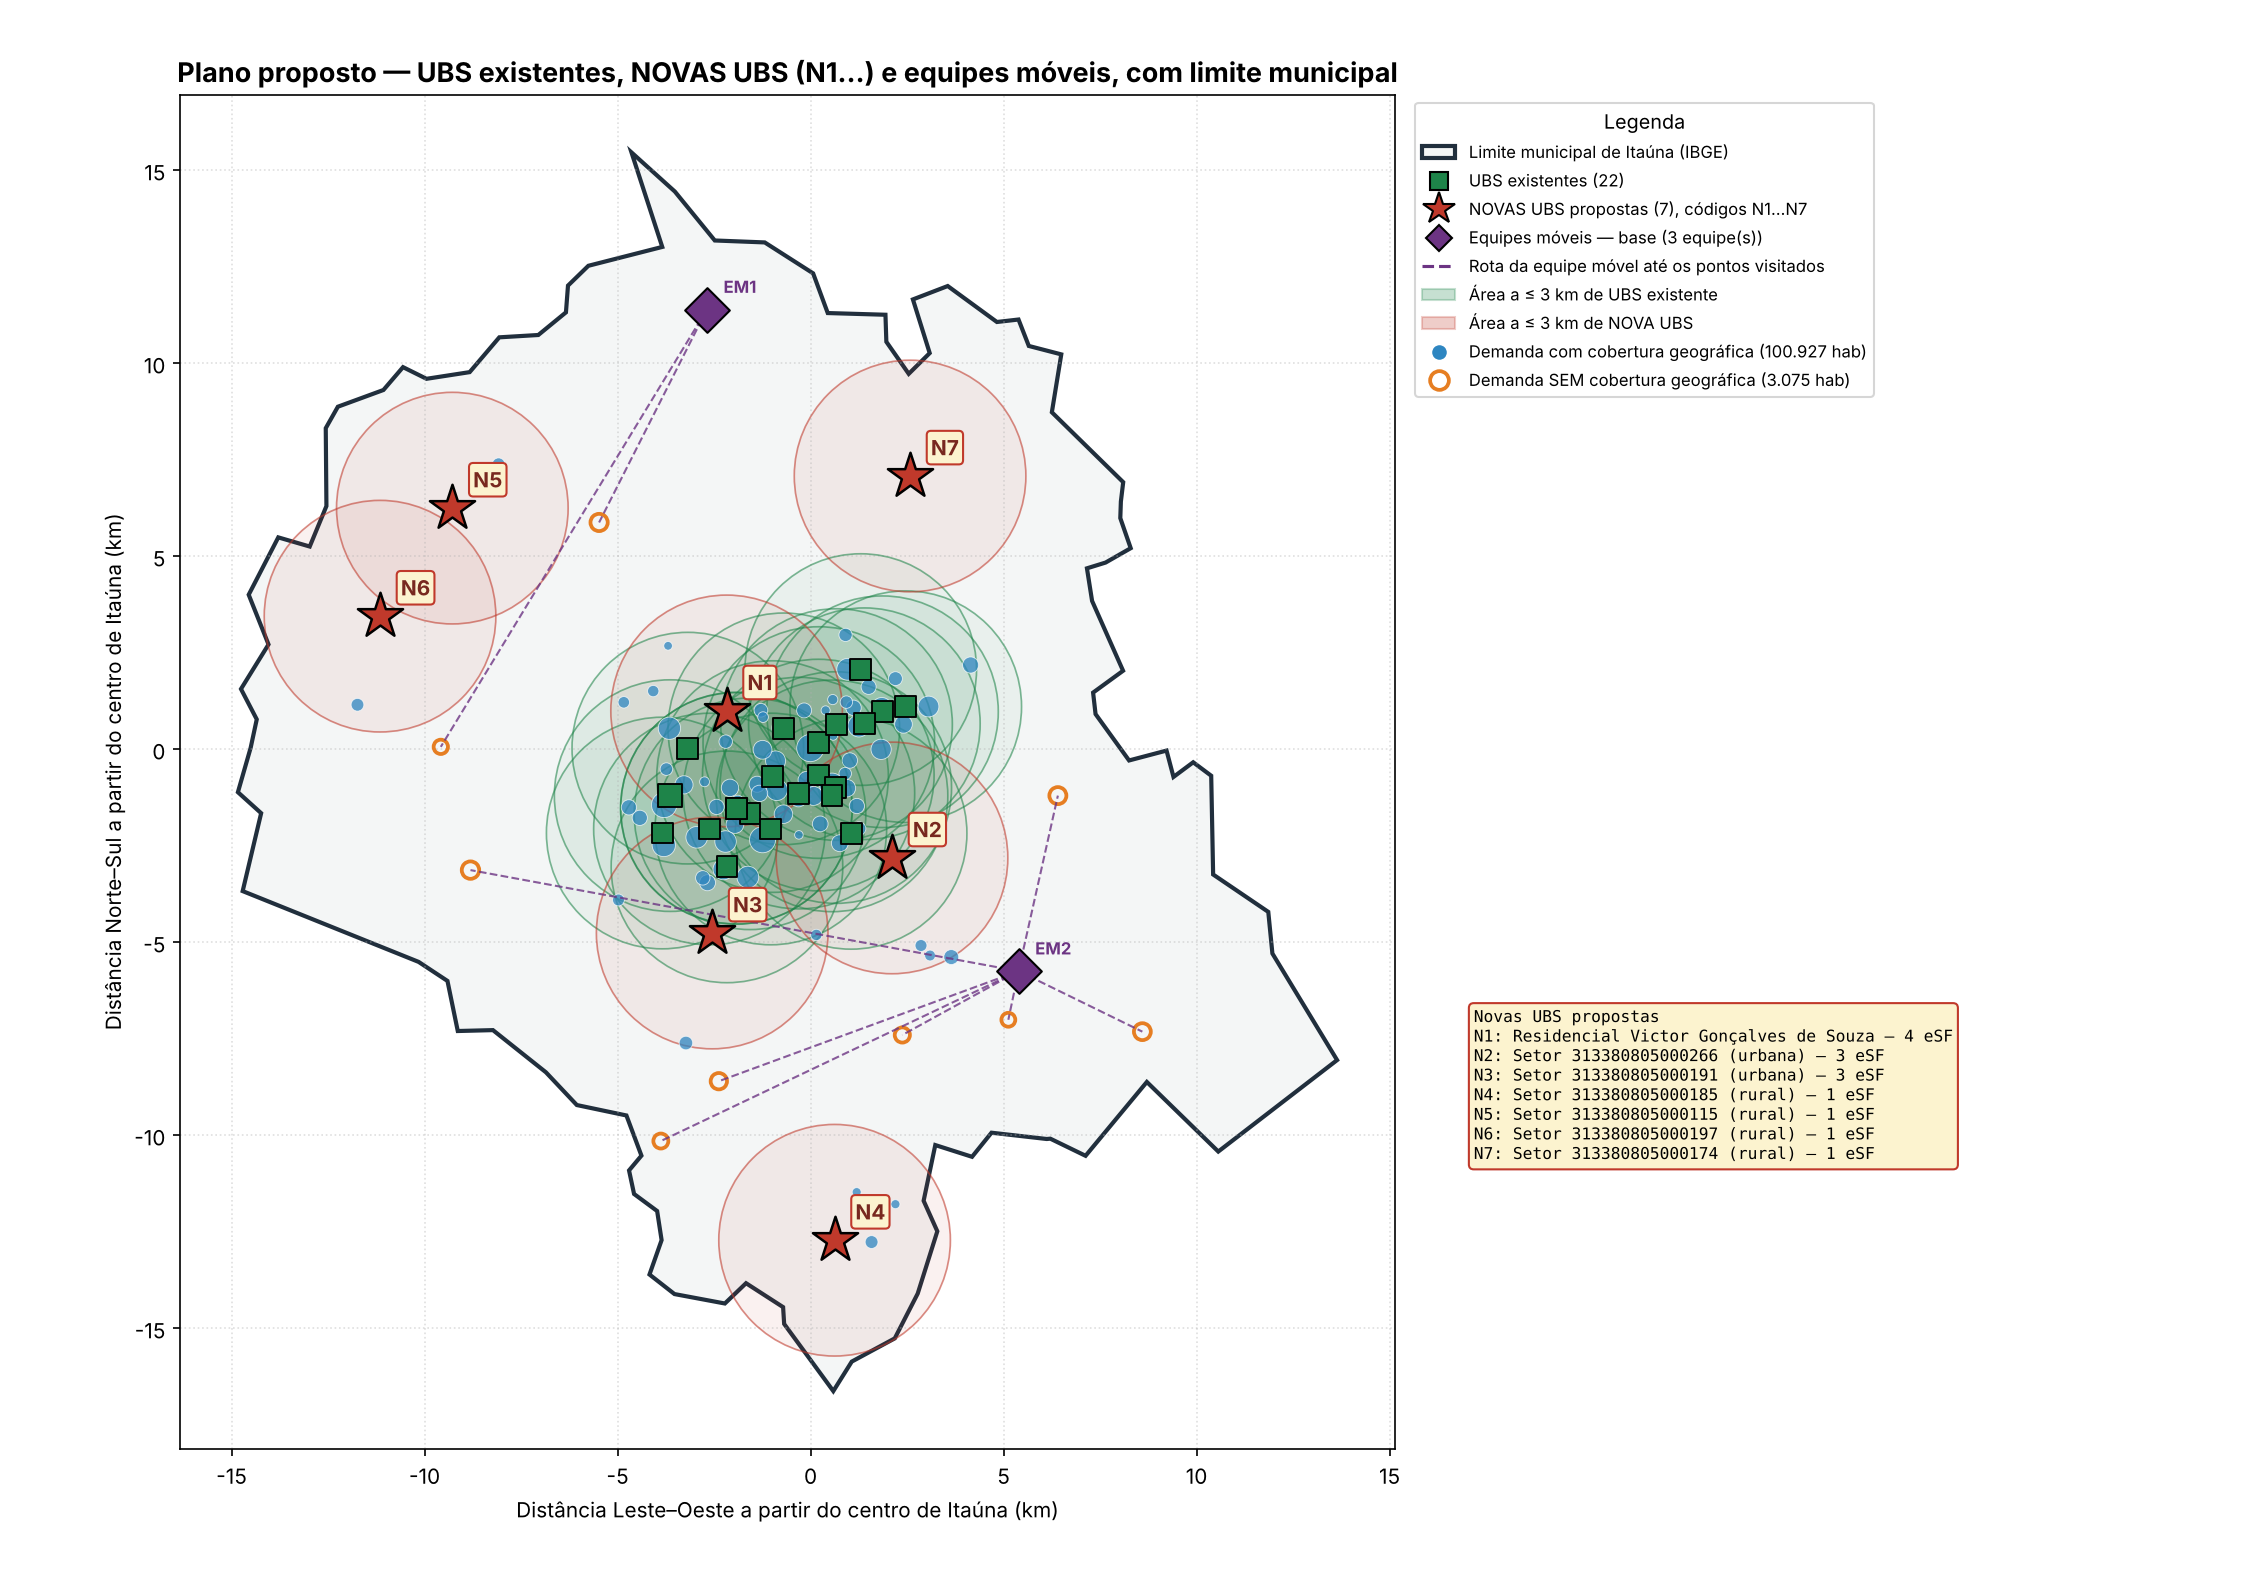 Plano proposto — UBS existentes, NOVAS UBS (N1...) e equipes móveis, com limite municipal
Legenda
Limite municipal de Itaúna (IBGE)
UBS existentes (22)
NOVAS UBS propostas (7), códigos N1...N7
Equipes móveis — base (3 equipe(s))
Rota da equipe móvel até os pontos visitados
Área a ≤ 3 km de UBS existente
Área a ≤ 3 km de NOVA UBS
Demanda com cobertura geográfica (100.927 hab)
Demanda SEM cobertura geográfica (3.075 hab)
Distância Norte–Sul a partir do centro de Itaúna (km)
15
10
5
0
-5
-10
-15
EM1
N7
N5
N6
N1
N2
N3
EM2
N4
Novas UBS propostas
N1: Residencial Victor Gonçalves de Souza — 4 eSF
N2: Setor 313380805000266 (urbana) — 3 eSF
N3: Setor 313380805000191 (urbana) — 3 eSF
N4: Setor 313380805000185 (rural) — 1 eSF
N5: Setor 313380805000115 (rural) — 1 eSF
N6: Setor 313380805000197 (rural) — 1 eSF
N7: Setor 313380805000174 (rural) — 1 eSF
-15 -10 -5 0 5 10 15
Distância Leste–Oeste a partir do centro de Itaúna (km)